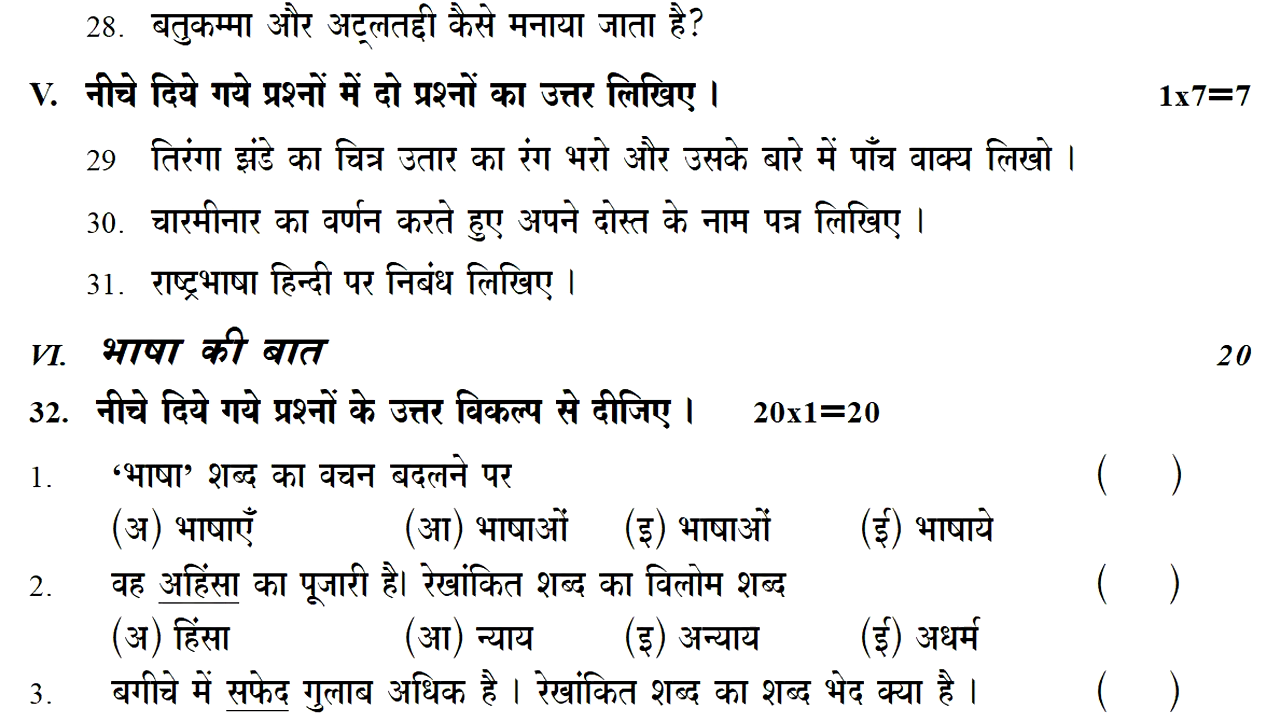 28. बतुकम्मा और अट्लतद्दी कैसे मनाया जाता है?
V. नीचे दिये गये प्रश्नों में दो प्रश्नों का उत्तर लिखिए । 1x7=7
29 तिरंगा झंडे का चित्र उतार का रंग भरो और उसके बारे में पाँच वाक्य लिखो ।
30. चारमीनार का वर्णन करते हुए अपने दोस्त के नाम पत्र लिखिए ।
31. राष्ट्रभाषा हिन्दी पर निबंध लिखिए ।
VI. भाषा की बात 20
32. नीचे दिये गये प्रश्नों के उत्तर विकल्प से दीजिए । 20x1=20
1. ‘भाषा’ शब्द का वचन बदलने पर ( )
(अ) भाषाएँ (आ) भाषाओं (इ) भाषाओं (ई) भाषाये
2. वह अहिंसा का पूजारी है। रेखांकित शब्द का विलोम शब्द ( )
(अ) हिंसा (आ) न्याय (इ) अन्याय (ई) अधर्म
3. बगीचे में सफेद गुलाब अधिक है । रेखांकित शब्द का शब्द भेद क्या है । ( )